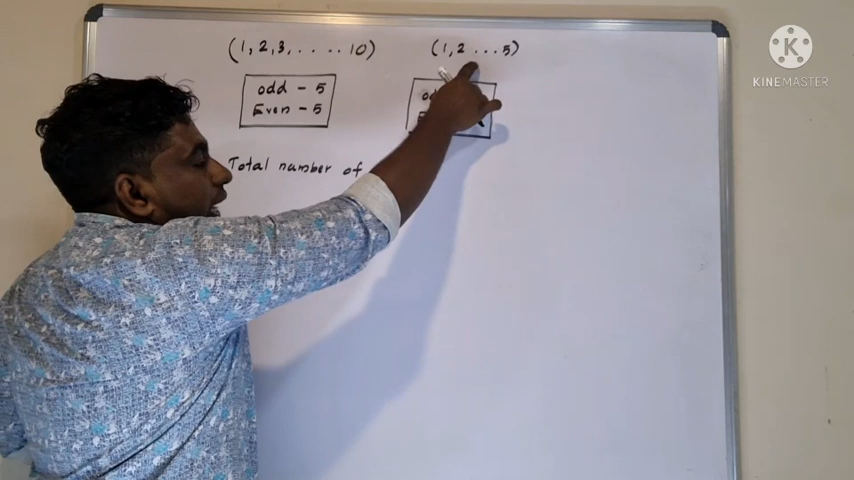 (1, 2, 3, . . . . . 10)
(1, 2 . . . 5)
odd - 5
Even - 5
Total number of
K
KINEMASTER